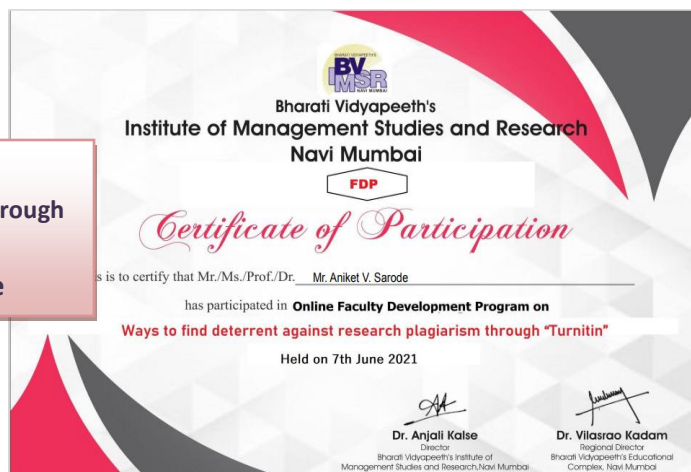 BHARATI VIDYAPEETH'S
BV
IMSR
NAVI MUMBAI
Bharati Vidyapeeth's
Institute of Management Studies and Research
Navi Mumbai
FDP
Certificate of Participation
rough
e
s is to certify that Mr./Ms./Prof./Dr. Mr. Aniket V. Sarode
has participated in Online Faculty Development Program on
Ways to find deterrent against research plagiarism through “Turnitin”
Held on 7th June 2021
Dr. Anjali Kalse
Director
Bharati Vidyapeeth's Institute of
Management Studies and Research,Navi Mumbai
Dr. Vilasrao Kadam
Regional Director
Bharati Vidyapeeth's Educational
Complex, Navi Mumbai